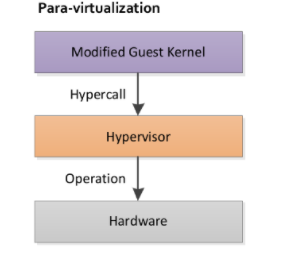 Para-virtualization
Modified Guest Kernel
Hypercall
Hypervisor
Operation
Hardware